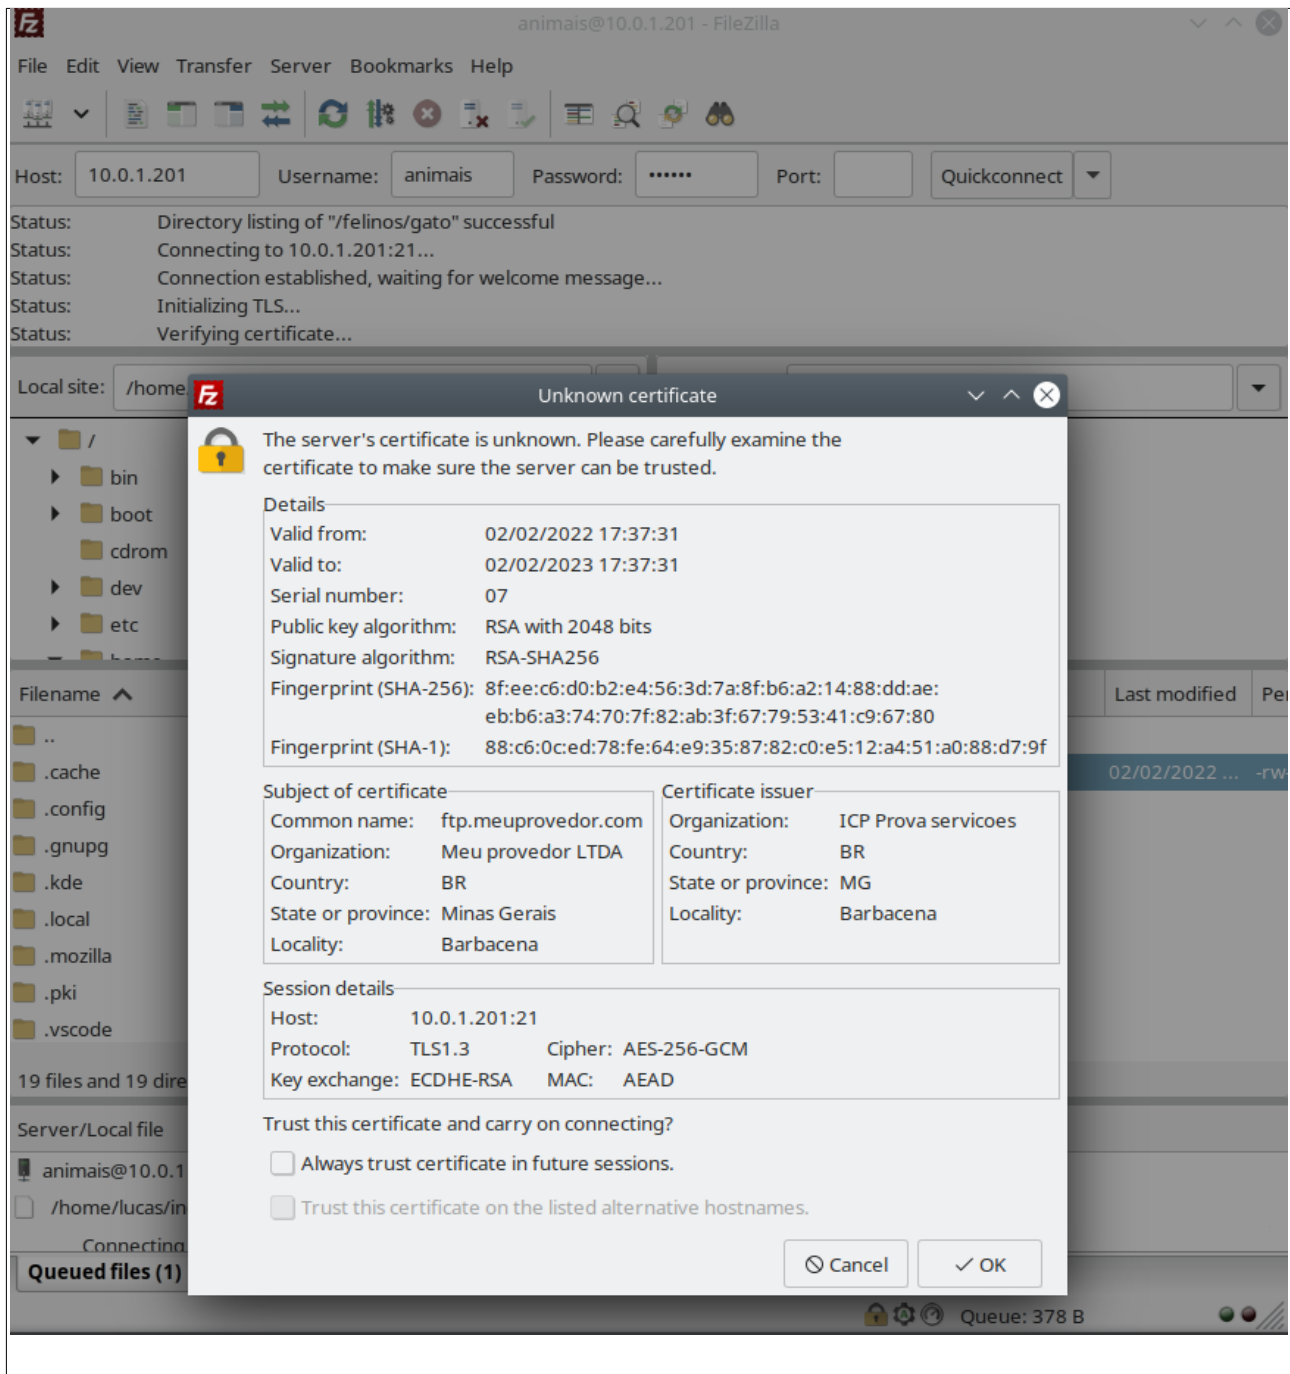 animais@10.0.1.201 - FileZilla
File Edit View Transfer Server Bookmarks Help
Host: 10.0.1.201 Username: animais Password: •••••• Port: Quickconnect
Status: Directory listing of "/felinos/gato" successful
Status: Connecting to 10.0.1.201:21...
Status: Connection established, waiting for welcome message...
Status: Initializing TLS...
Status: Verifying certificate...
Local site: /home
/
bin
boot
cdrom
dev
etc
home
Filename Last modified
..
.cache 02/02/2022 ... -rw-
.config
.gnupg
.kde
.local
.mozilla
.pki
.vscode
19 files and 19 dire
Server/Local file
animais@10.0.1
/home/lucas/in
Connecting
Queued files (1)
Queue: 378 B
Unknown certificate
The server's certificate is unknown. Please carefully examine the
certificate to make sure the server can be trusted.
Details
Valid from: 02/02/2022 17:37:31
Valid to: 02/02/2023 17:37:31
Serial number: 07
Public key algorithm: RSA with 2048 bits
Signature algorithm: RSA-SHA256
Fingerprint (SHA-256): 8f:ee:c6:d0:b2:e4:56:3d:7a:8f:b6:a2:14:88:dd:ae:
eb:b6:a3:74:70:7f:82:ab:3f:67:79:53:41:c9:67:80
Fingerprint (SHA-1): 88:c6:0c:ed:78:fe:64:e9:35:87:82:c0:e5:12:a4:51:a0:88:d7:9f
Subject of certificate
Common name: ftp.meuprovedor.com
Organization: Meu provedor LTDA
Country: BR
State or province: Minas Gerais
Locality: Barbacena
Certificate issuer
Organization: ICP Prova servicoes
Country: BR
State or province: MG
Locality: Barbacena
Session details
Host: 10.0.1.201:21
Protocol: TLS1.3 Cipher: AES-256-GCM
Key exchange: ECDHE-RSA MAC: AEAD
Trust this certificate and carry on connecting?
Always trust certificate in future sessions.
Trust this certificate on the listed alternative hostnames.
Cancel OK